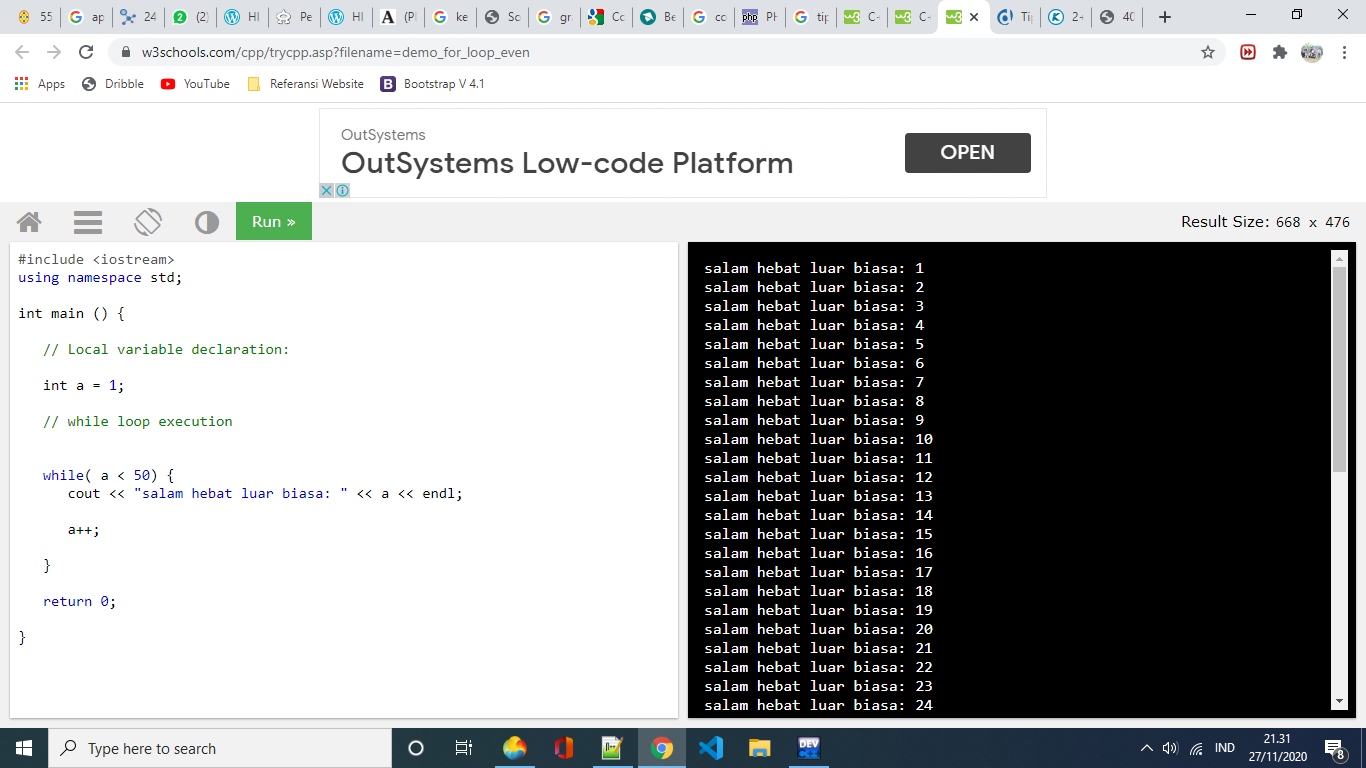 55
G ap
24
2 (2)
HI
Pe
HI
A (PI
G ke
Sc
G gr
Cc
Be
G co
php PH
G tip
w3 C-
w3 C-
w3
Tip
2-
40
w3schools.com/cpp/trycpp.asp?filename=demo_for_loop_even
Apps Dribble YouTube Referansi Website B Bootstrap V 4.1
OutSystems
OutSystems Low-code Platform
OPEN
Run »
Result Size: 668 x 476
#include <iostream>
using namespace std;
int main () {
// Local variable declaration:
int a = 1;
// while loop execution
while( a < 50) {
cout << "salam hebat luar biasa: " << a << endl;
a++;
}
return 0;
}
salam hebat luar biasa: 1
salam hebat luar biasa: 2
salam hebat luar biasa: 3
salam hebat luar biasa: 4
salam hebat luar biasa: 5
salam hebat luar biasa: 6
salam hebat luar biasa: 7
salam hebat luar biasa: 8
salam hebat luar biasa: 9
salam hebat luar biasa: 10
salam hebat luar biasa: 11
salam hebat luar biasa: 12
salam hebat luar biasa: 13
salam hebat luar biasa: 14
salam hebat luar biasa: 15
salam hebat luar biasa: 16
salam hebat luar biasa: 17
salam hebat luar biasa: 18
salam hebat luar biasa: 19
salam hebat luar biasa: 20
salam hebat luar biasa: 21
salam hebat luar biasa: 22
salam hebat luar biasa: 23
salam hebat luar biasa: 24
Type here to search
DEV
IND
21.31
27/11/2020
8